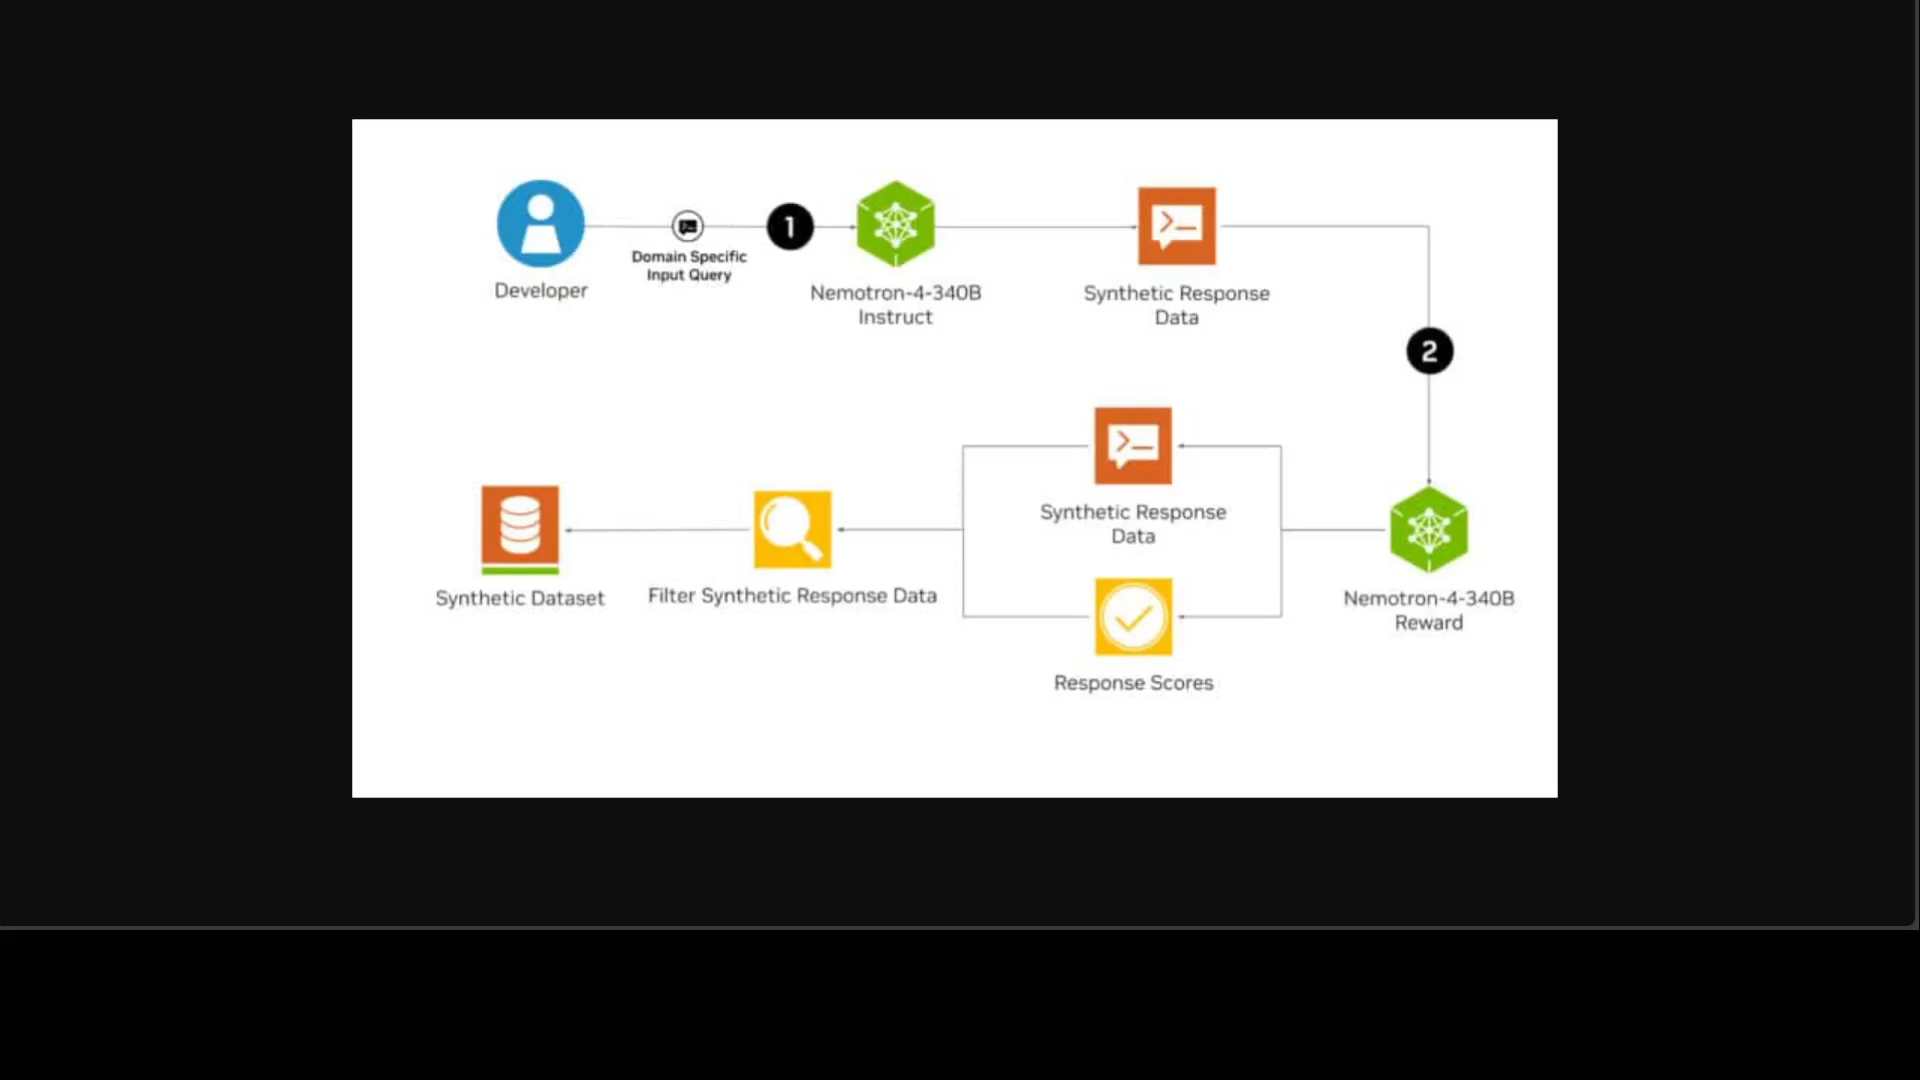 1
Domain Specific
Input Query
Developer
Nemotron-4-340B
Instruct
Synthetic Response
Data
2
Synthetic Response
Data
Synthetic Dataset
Filter Synthetic Response Data
Nemotron-4-340B
Reward
Response Scores